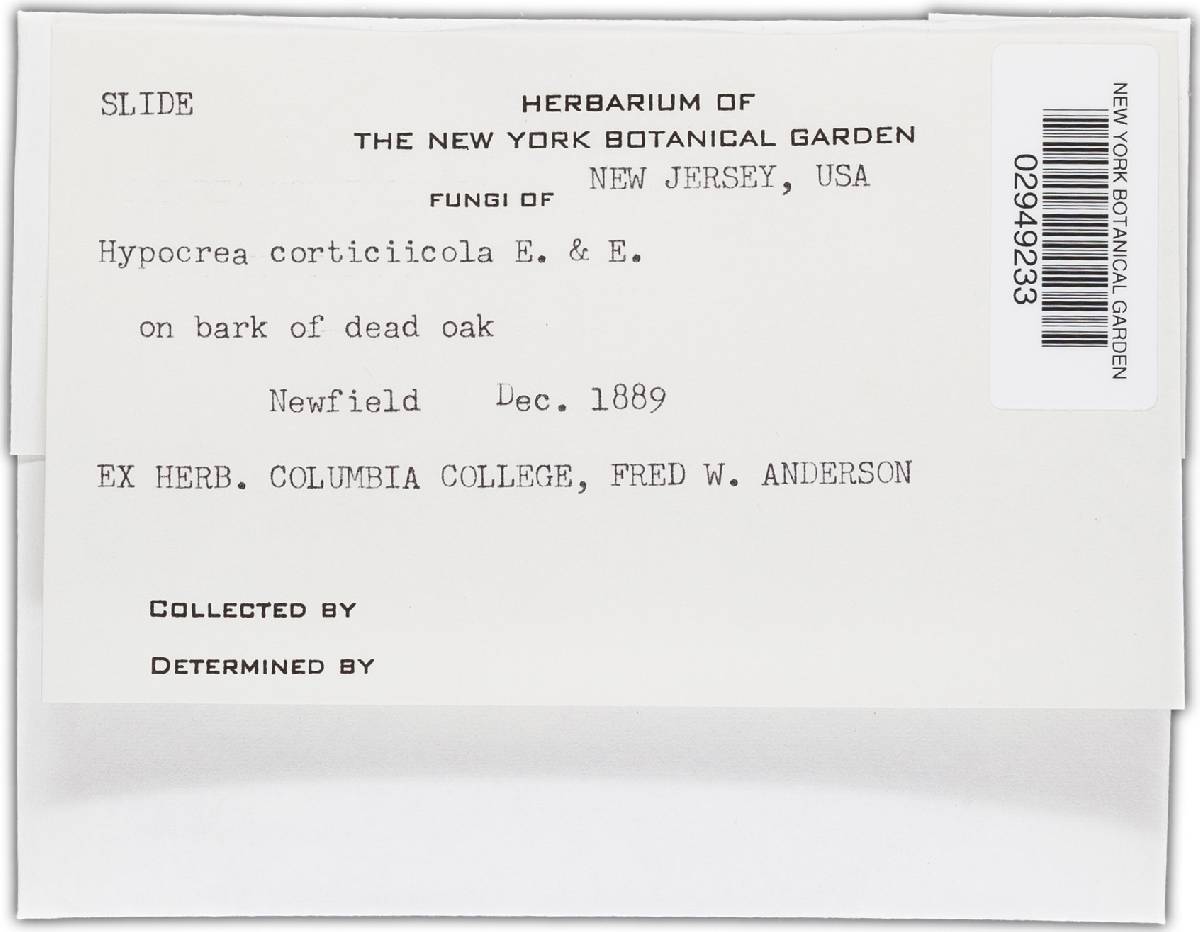 SLIDE
HERBARIUM OF
THE NEW YORK BOTANICAL GARDEN
FUNGI OF NEW JERSEY, USA
Hypocrea corticiicola E. & E.
on bark of dead oak
Newfield Dec. 1889
EX HERB. COLUMBIA COLLEGE, FRED W. ANDERSON
COLLECTED BY
DETERMINED BY
NEW YORK BOTANICAL GARDEN
02949233